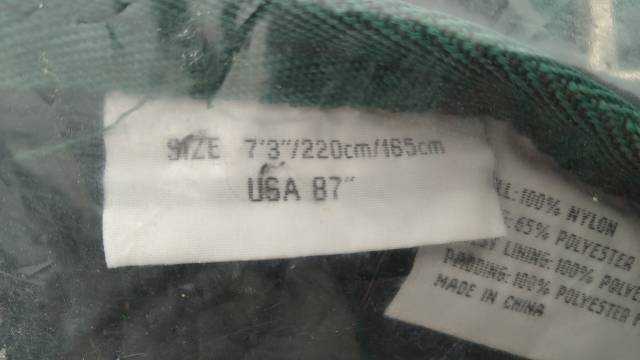 SIZE 7'3"/220cm/165cm
USA 87"
100% NYLON
65% POLYESTER
LINING:100% POLYES
PADDING:100% POLYESTER
MADE IN CHINA